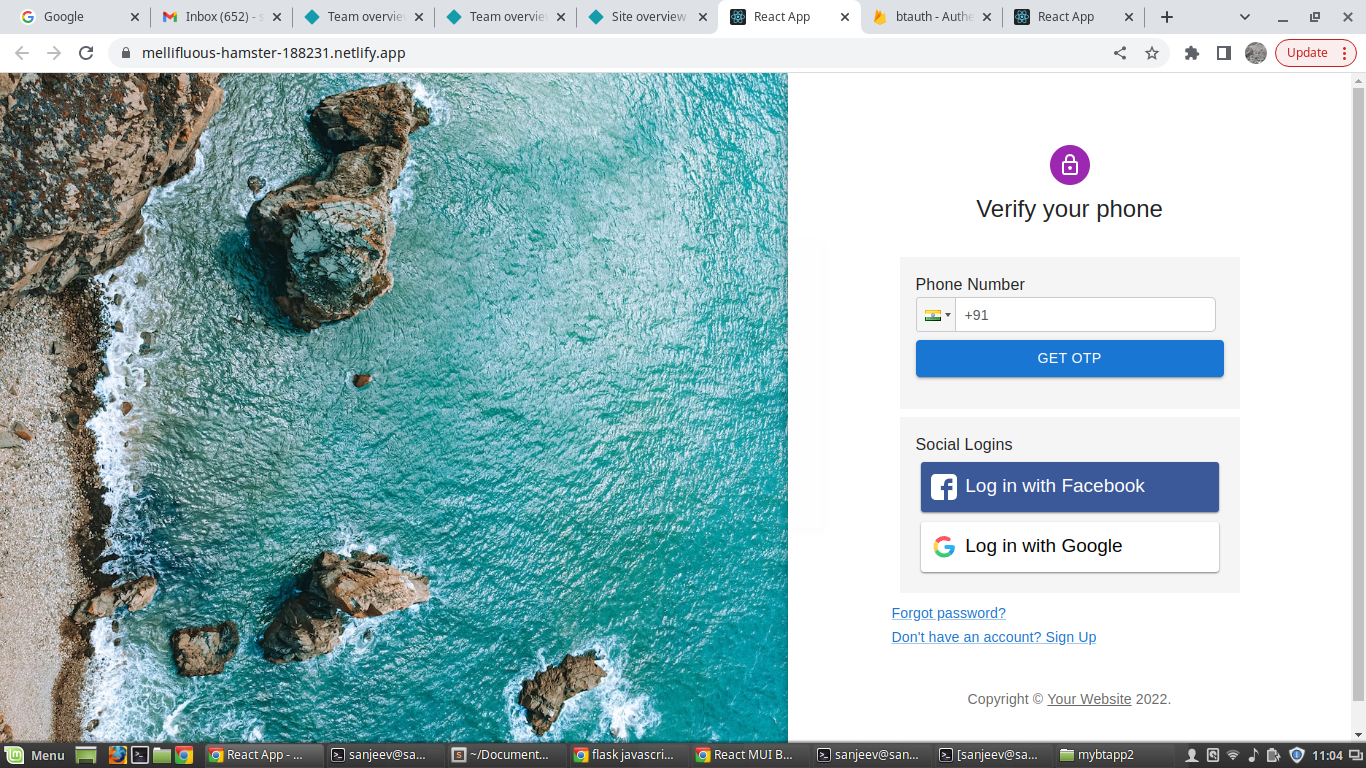 Google
Inbox (652) - s
Team overvie
Team overvie
Site overview
React App
btauth - Authe
React App
mellifluous-hamster-188231.netlify.app
Update
Verify your phone
Phone Number
+91
GET OTP
Social Logins
Log in with Facebook
Log in with Google
Forgot password?
Don't have an account? Sign Up
Copyright © Your Website 2022.
Menu
React App - ...
sanjeev@sa...
~/Document...
flask javascri...
React MUI B...
sanjeev@san...
[sanjeev@sa...
mybtapp2
11:04